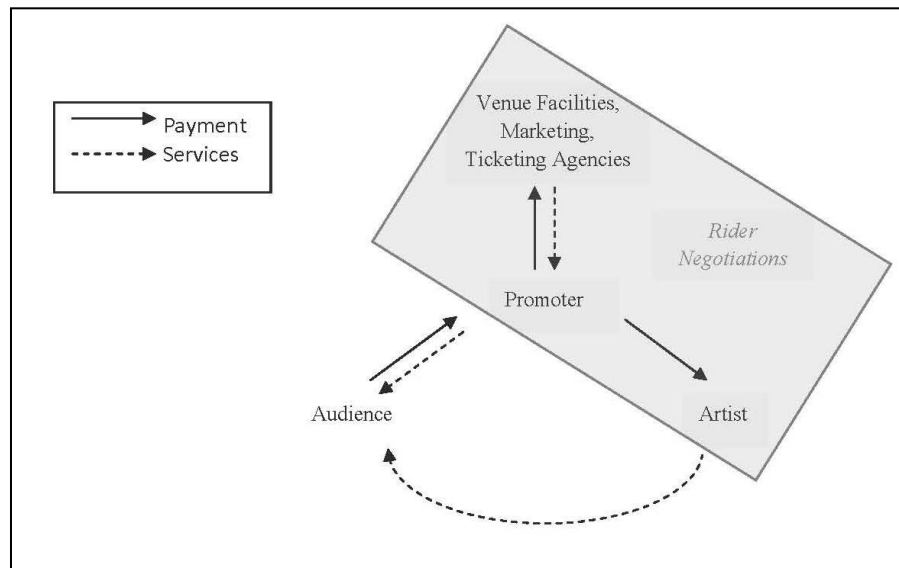 Payment
Services
Venue Facilities,
Marketing,
Ticketing Agencies
Rider
Negotiations
Promoter
Audience
Artist